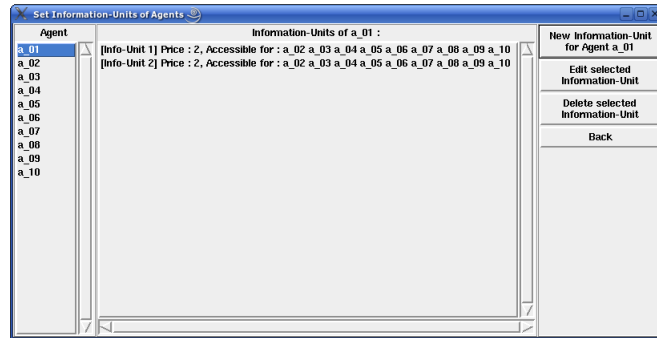 Set Information-Units of Agents
Agent
a_01
a_02
a_03
a_04
a_05
a_06
a_07
a_08
a_09
a_10
Information-Units of a_01 :
[Info-Unit 1] Price : 2, Accessible for : a_02 a_03 a_04 a_05 a_06 a_07 a_08 a_09 a_10
[Info-Unit 2] Price : 2, Accessible for : a_02 a_03 a_04 a_05 a_06 a_07 a_08 a_09 a_10
New Information-Unit
for Agent a_01
Edit selected
Information-Unit
Delete selected
Information-Unit
Back